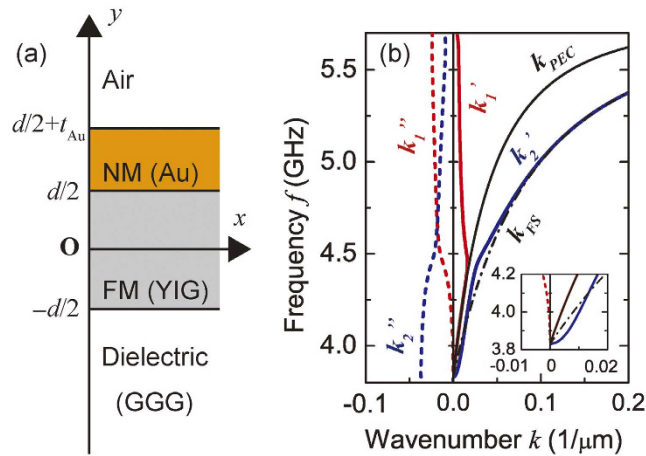 (a)
y
Air
d/2+t_Au
NM (Au)
d/2
x
O
FM (YIG)
−d/2
Dielectric
(GGG)
(b)
5.5
5.0
4.5
4.0
Frequency f (GHz)
k_PEC
k_1'
k_1''
k_2'
k_FS
k_2''
4.2
4.0
3.8
-0.01 0 0.02
-0.1 0.0 0.1 0.2
Wavenumber k (1/μm)